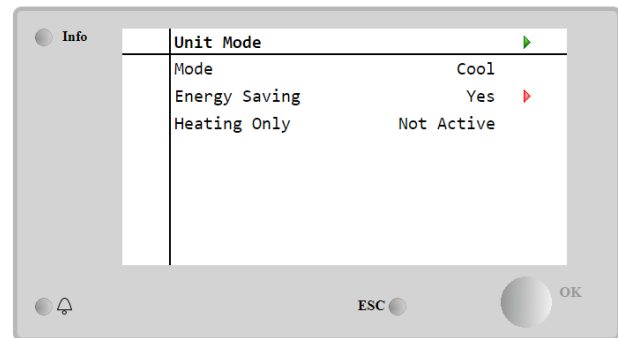 Info
Unit Mode
Mode Cool
Energy Saving Yes
Heating Only Not Active
ESC
OK